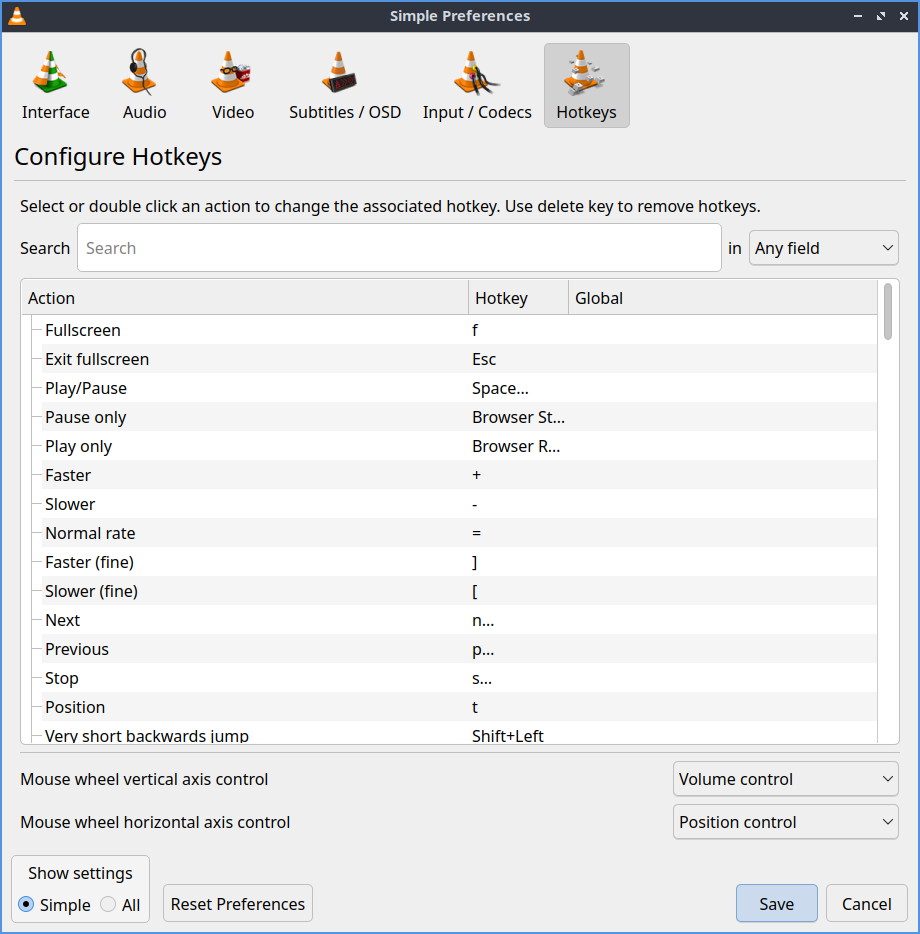 Simple Preferences
Interface Audio Video Subtitles / OSD Input / Codecs Hotkeys
Configure Hotkeys
Select or double click an action to change the associated hotkey. Use delete key to remove hotkeys.
Search Search in Any field
Action Hotkey Global
Fullscreen f
Exit fullscreen Esc
Play/Pause Space...
Pause only Browser St...
Play only Browser R...
Faster +
Slower -
Normal rate =
Faster (fine) ]
Slower (fine) [
Next n...
Previous p...
Stop s...
Position t
Very short backwards jump Shift+Left
Mouse wheel vertical axis control Volume control
Mouse wheel horizontal axis control Position control
Show settings
Simple All Reset Preferences Save Cancel